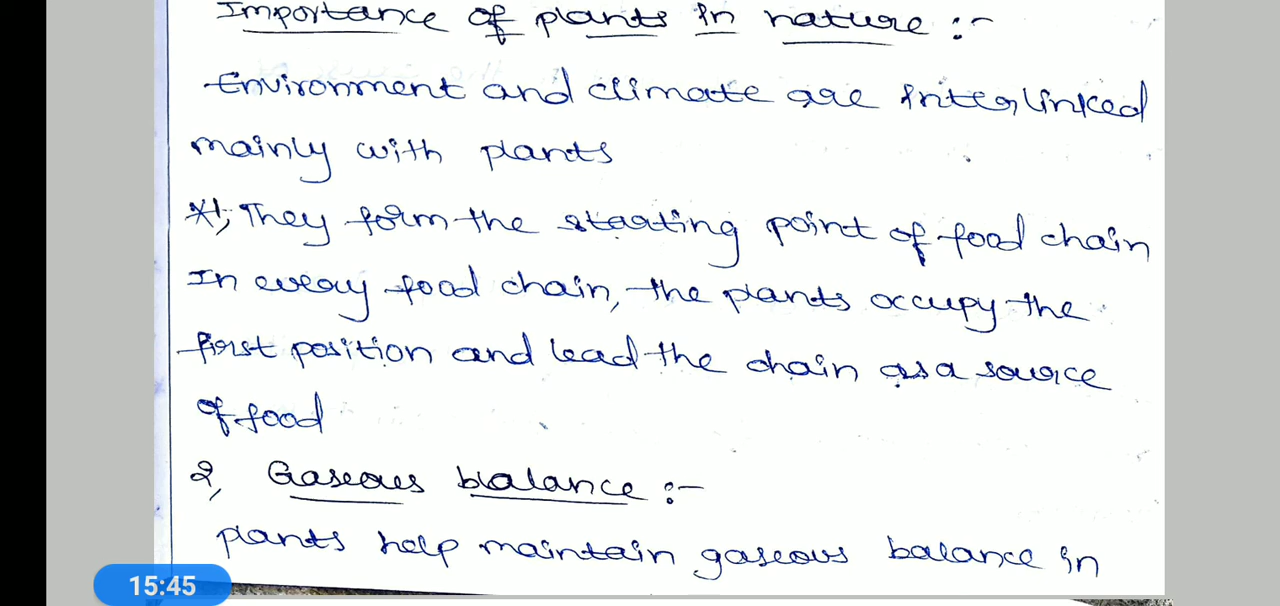 Importance of plants in nature :-
Environment and climate are interlinked
mainly with plants
*1, They form the starting point of food chain
In every food chain, the plants occupy the
first position and lead the chain as a source
of food
2, Gaseous balance :-
plants help maintain gaseous balance in
15:45